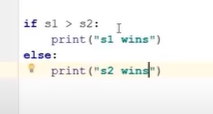 if s1 > s2:
    print("s1 wins")
else:
    print("s2 wins")